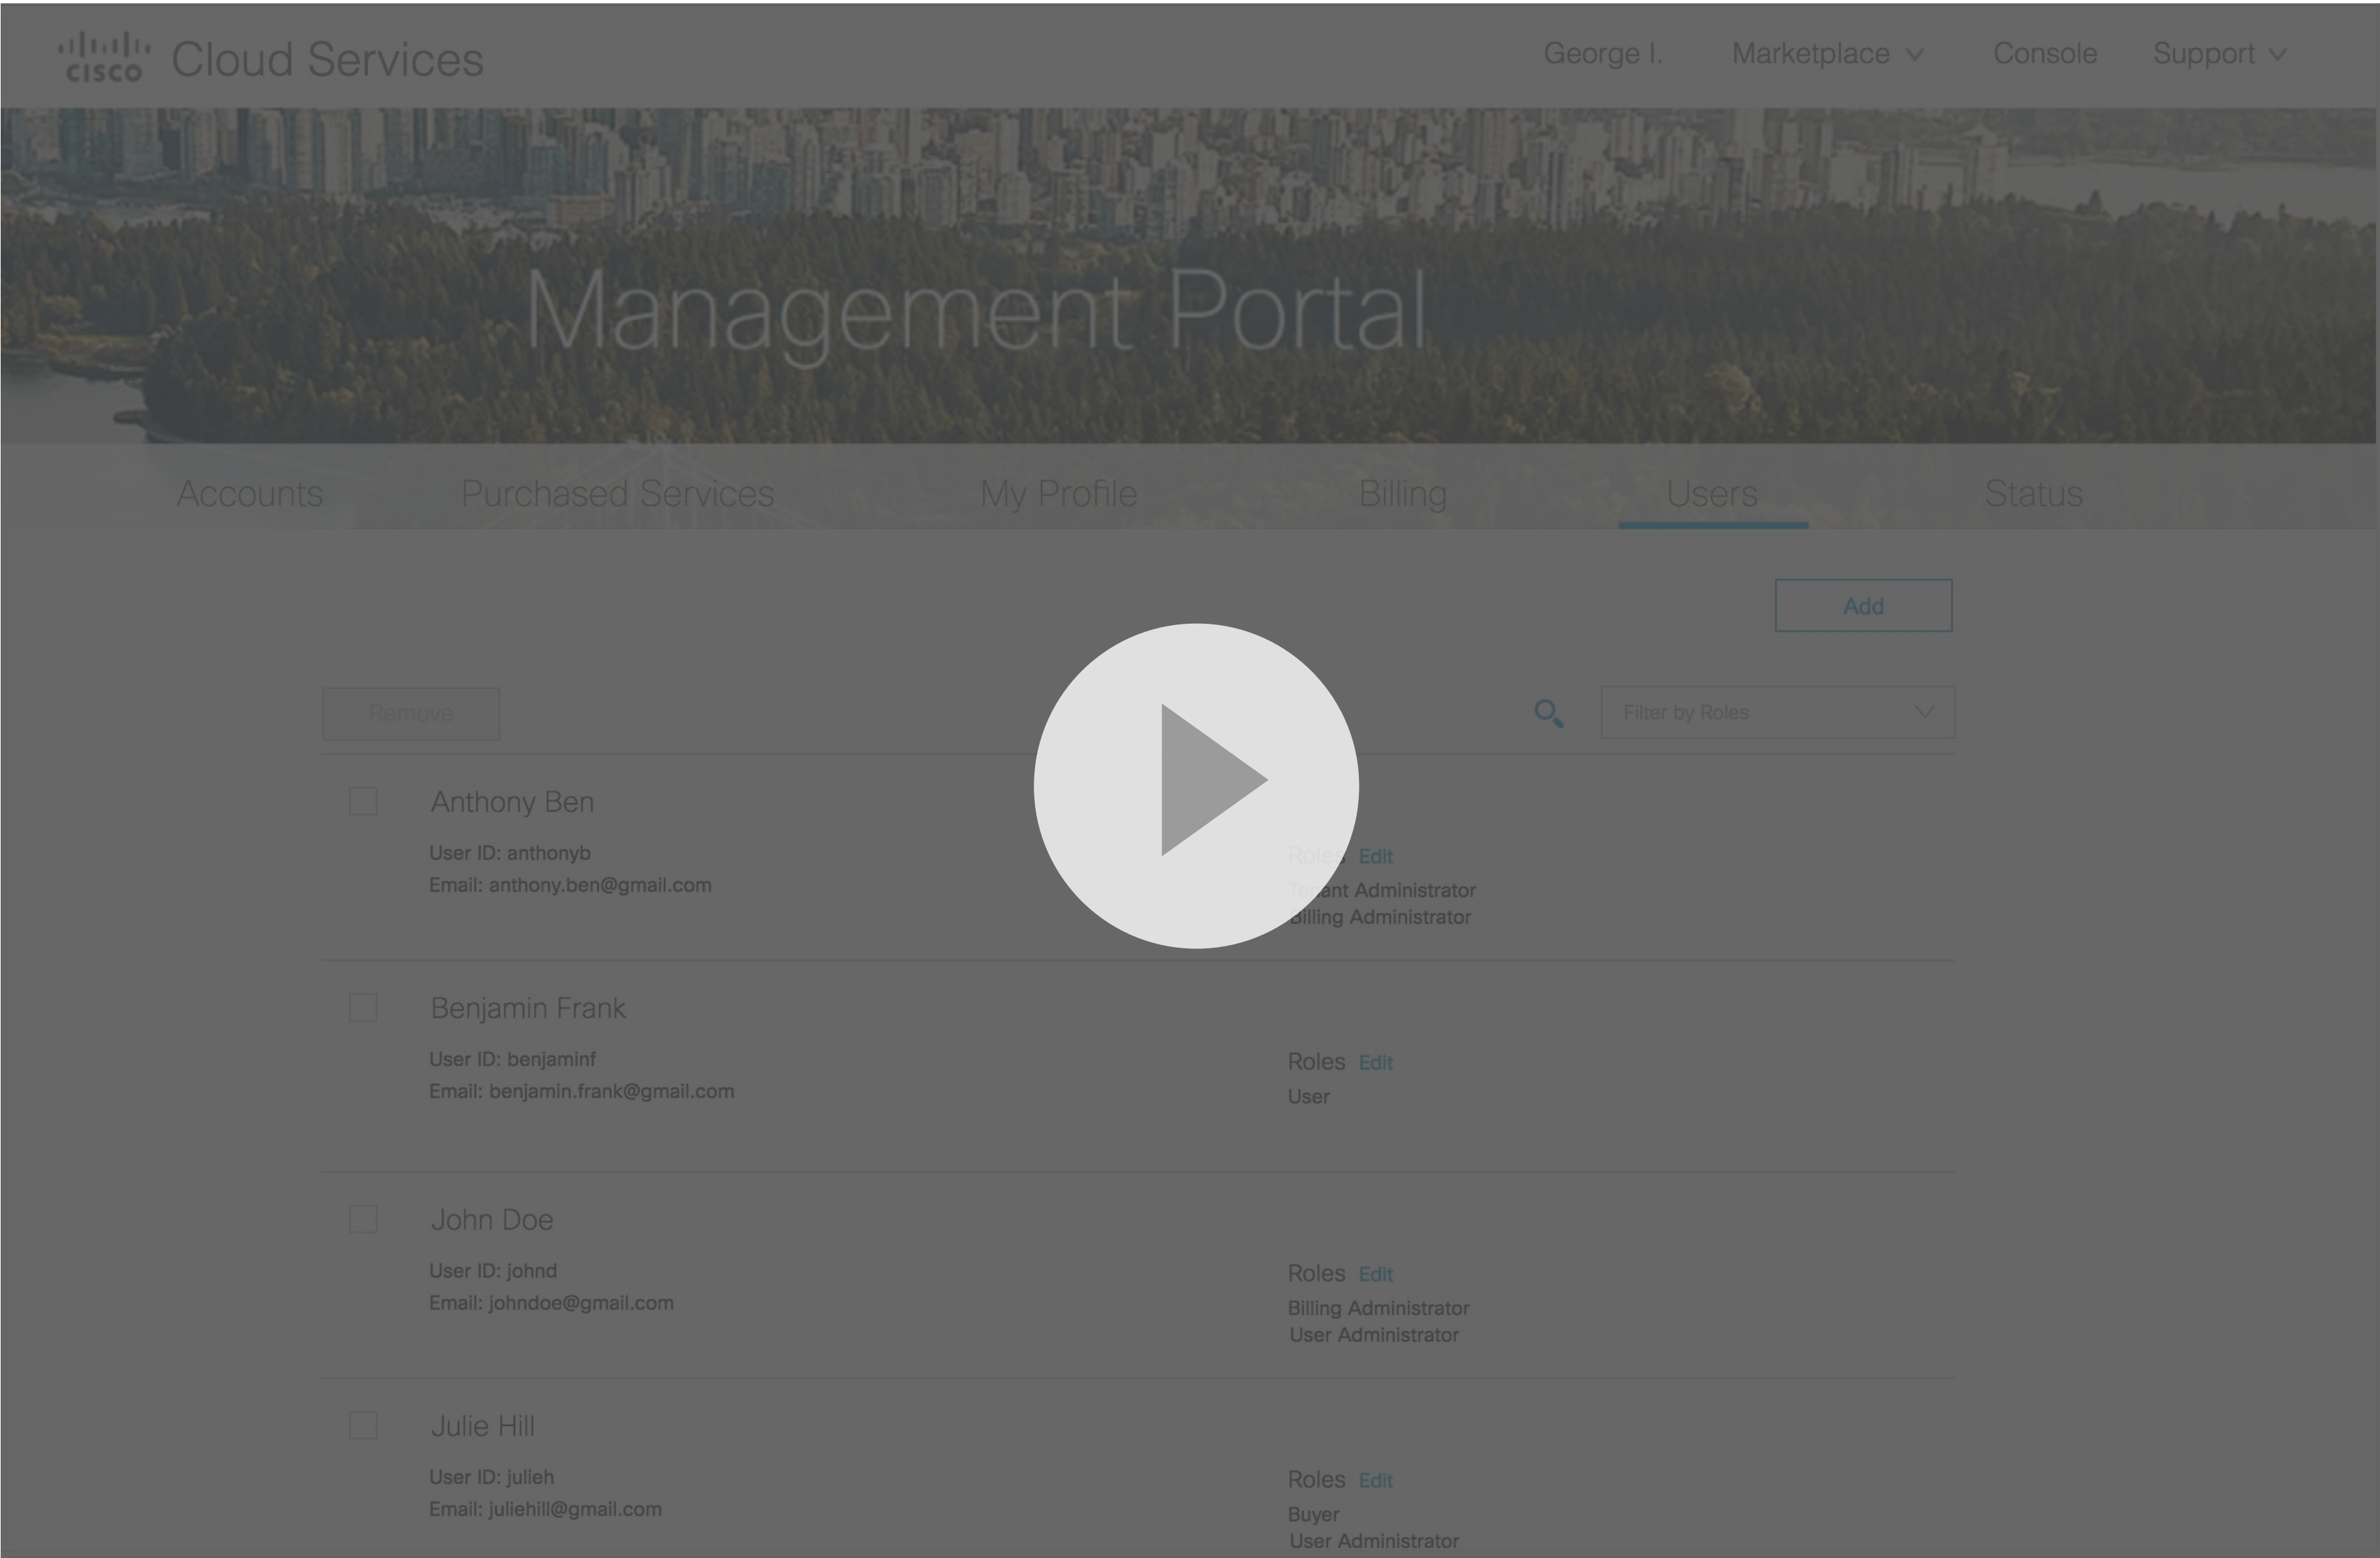 CISCO Cloud Services
George I. Marketplace Console Support
Management Portal
Accounts Purchased Services My Profile Billing Users Status
Add
Remove
Filter by Roles
Anthony Ben
User ID: anthonyb
Email: anthony.ben@gmail.com
Roles Edit
Tenant Administrator
Billing Administrator
Benjamin Frank
User ID: benjaminf
Email: benjamin.frank@gmail.com
Roles Edit
User
John Doe
User ID: johnd
Email: johndoe@gmail.com
Roles Edit
Billing Administrator
User Administrator
Julie Hill
User ID: julieh
Email: juliehill@gmail.com
Roles Edit
Buyer
User Administrator